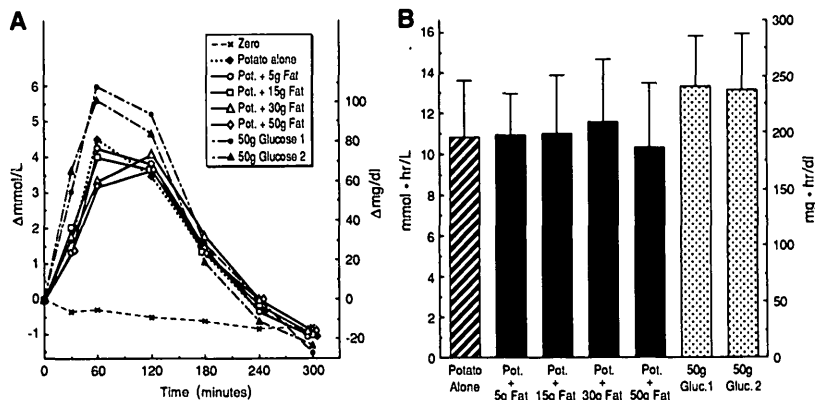 A
Zero
Potato alone
Pot. + 5g Fat
Pot. + 15g Fat
Pot. + 30g Fat
Pot. + 50g Fat
50g Glucose 1
50g Glucose 2
6
5
4
3
2
1
0
-1
Δmmol/L
100
80
60
40
20
0
-20
Δmg/dl
0 60 120 180 240 300
Time (minutes)
B
16
14
12
10
8
6
4
2
0
mmol • hr/L
300
250
200
300
100
50
0
mg • hr/dl
Potato Alone
Pot. + 5g Fat
Pot. + 15g Fat
Pot. + 30g Fat
Pot. + 50g Fat
50g Gluc.1
50g Gluc. 2